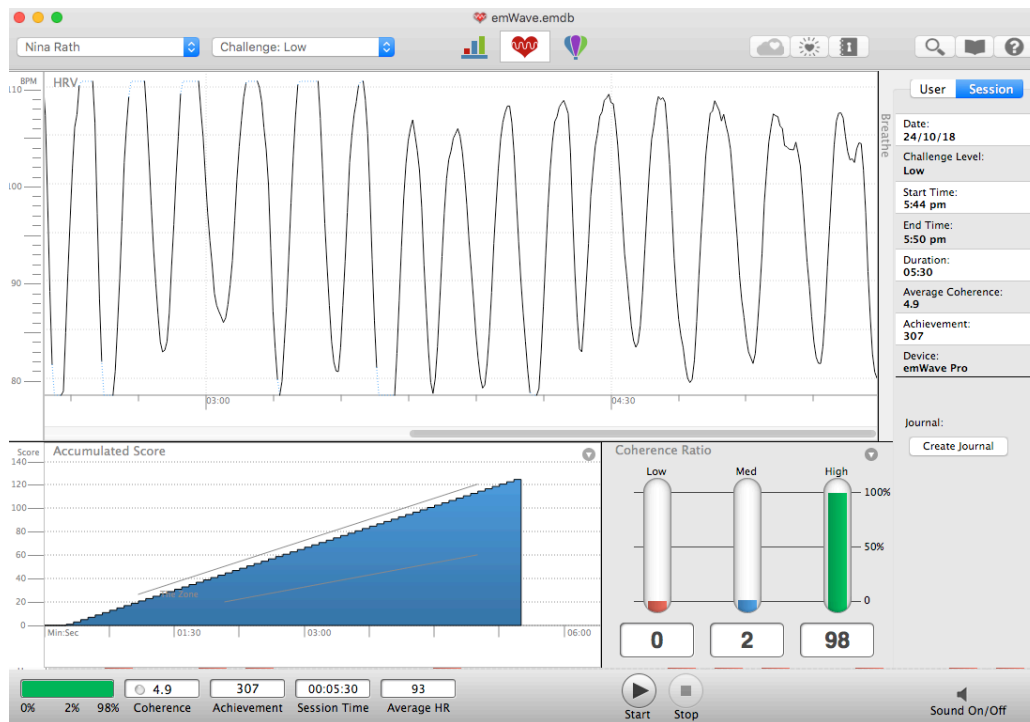 emWave.emdb
Nina Rath
Challenge: Low
BPM
HRV
110
100
90
80
03:00
04:30
Breathe
User
Session
Date:
24/10/18
Challenge Level:
Low
Start Time:
5:44 pm
End Time:
5:50 pm
Duration:
05:30
Average Coherence:
4.9
Achievement:
307
Device:
emWave Pro
Journal:
Create Journal
Score
Accumulated Score
140
120
100
80
60
40
20
0
The Zone
Min:Sec
01:30
03:00
06:00
Coherence Ratio
Low
Med
High
100%
50%
0
0
2
98
0%
2%
98%
4.9
Coherence
307
Achievement
00:05:30
Session Time
93
Average HR
Start
Stop
Sound On/Off